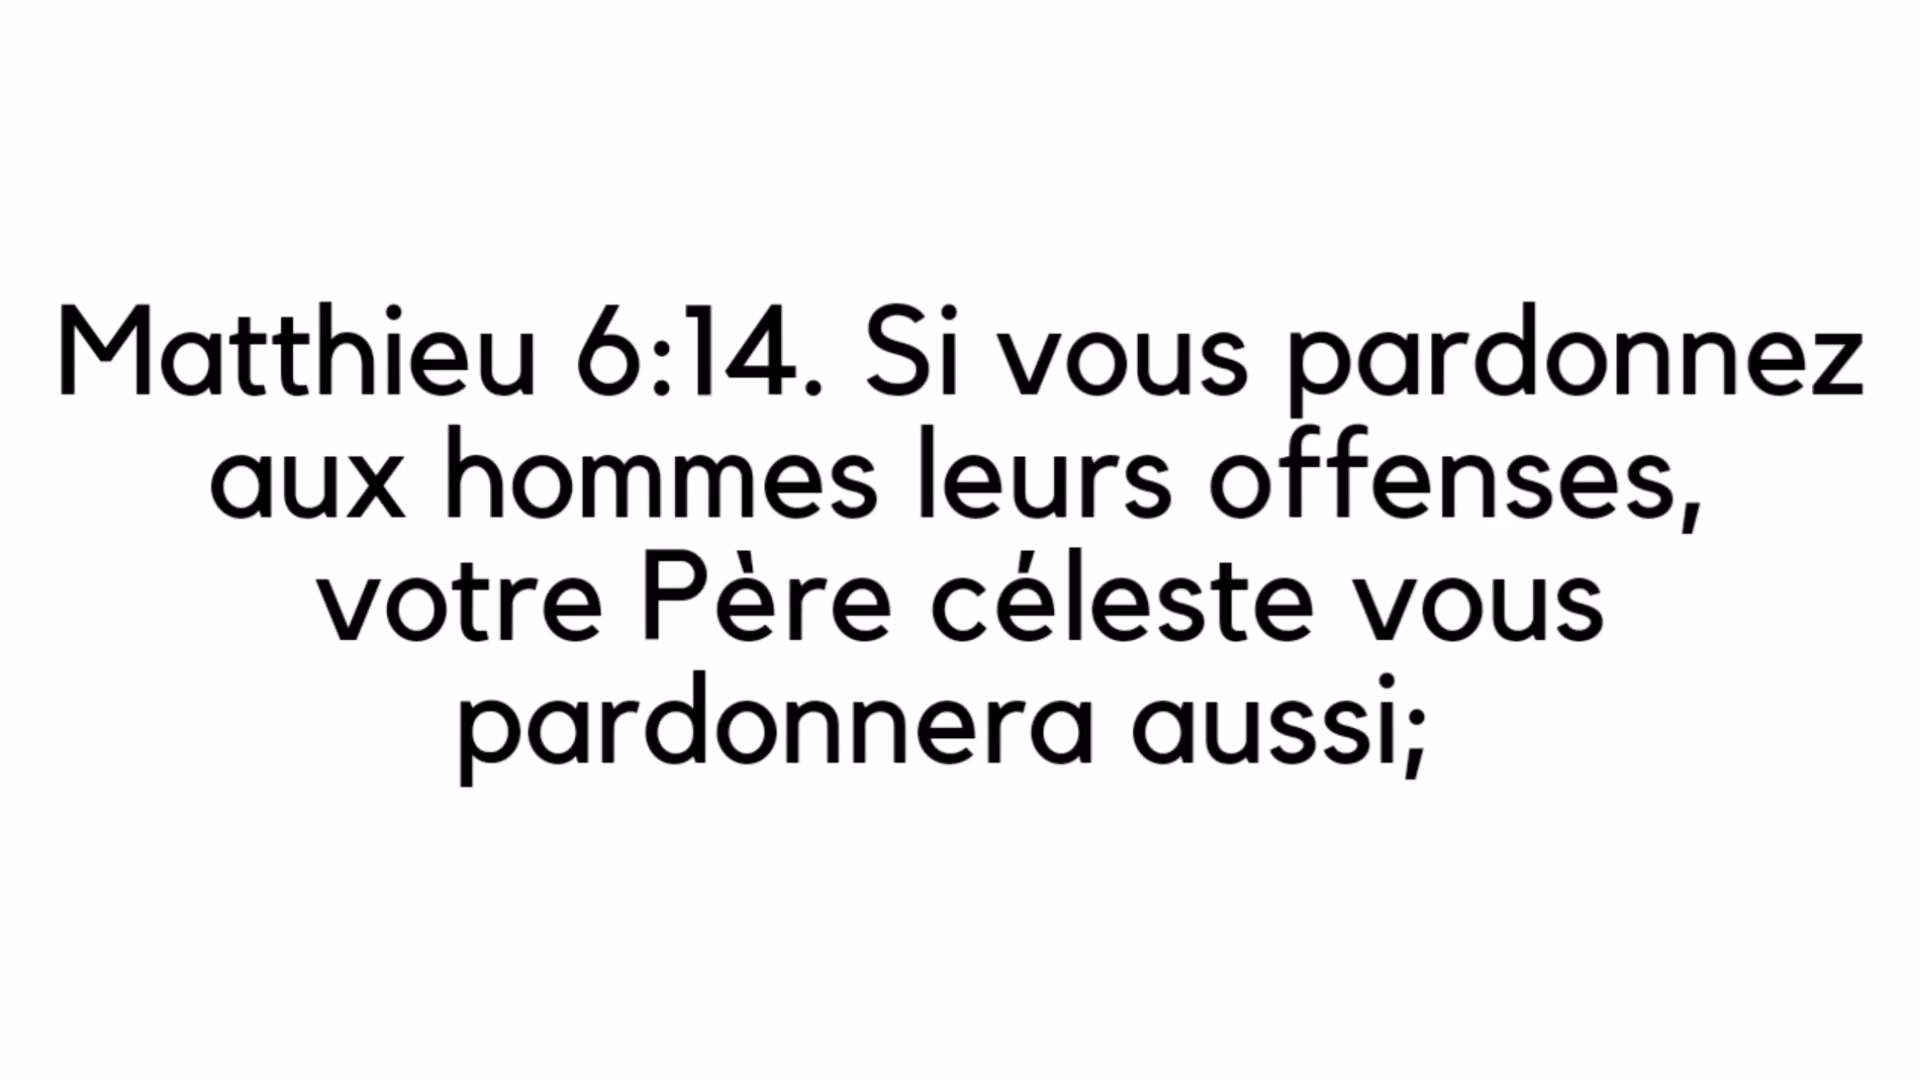 Matthieu 6:14. Si vous pardonnez
aux hommes leurs offenses,
votre Père céleste vous
pardonnera aussi;